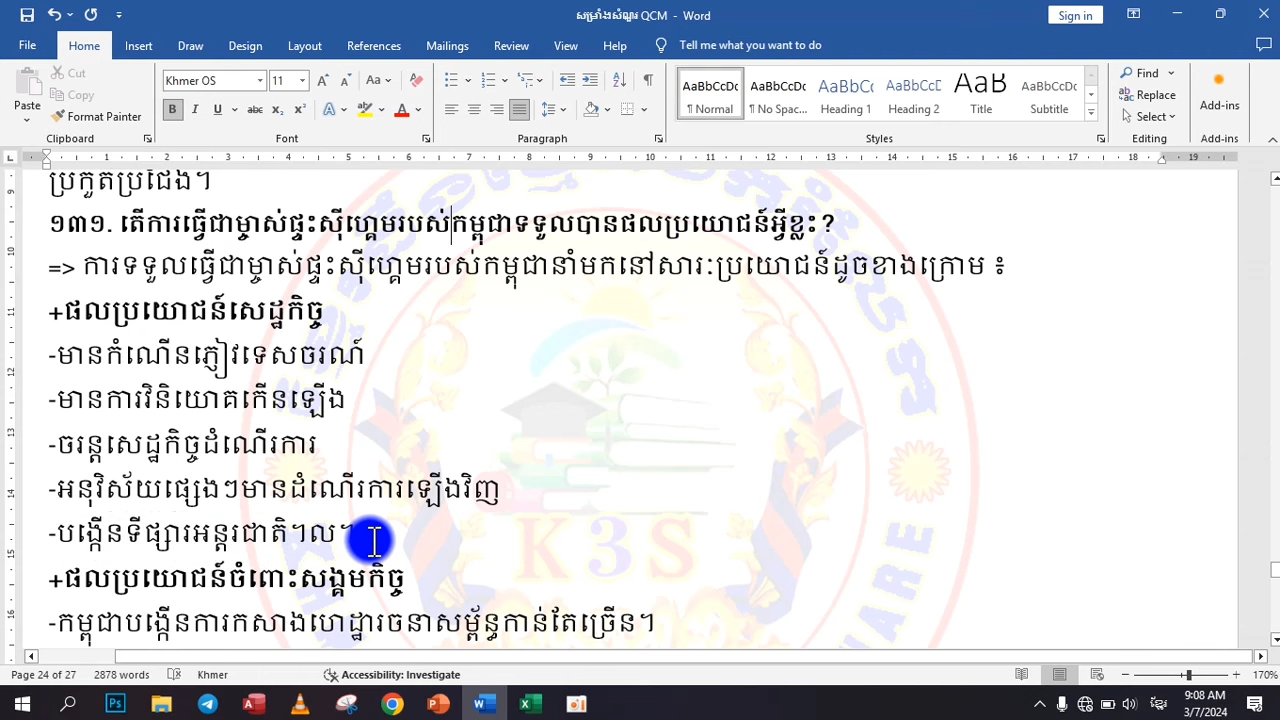 សម្រាំងសំណួរ QCM - Word
Sign in
File Home Insert Draw Design Layout References Mailings Review View Help Tell me what you want to do
Paste
Cut
Copy
Format Painter
Clipboard
Khmer OS 11
Font
Paragraph
AaBbCcDc AaBbCcDc AaBbCcDc AaBbCcDc AaB AaBbCcDc
¶ Normal ¶ No Spac... Heading 1 Heading 2 Title Subtitle
Styles
Find
Replace
Select
Editing
Add-ins
Add-ins
ប្រកួតប្រជែង។
១៣១. តើការធ្វើជាម្ចាស់ផ្ទះស៊ីហ្គេមរបស់កម្ពុជាទទួលបានផលប្រយោជន៍អ្វីខ្លះ?
=> ការទទួលធ្វើជាម្ចាស់ផ្ទះស៊ីហ្គេមរបស់កម្ពុជានាំមកនៅសារៈប្រយោជន៍ដូចខាងក្រោម ៖
+ផលប្រយោជន៍សេដ្ឋកិច្ច
-មានកំណើនភ្ញៀវទេសចរណ៍
-មានការវិនិយោគកើនឡើង
-ចរន្តសេដ្ឋកិច្ចដំណើរការ
-អនុវិស័យផ្សេងៗមានដំណើរការឡើងវិញ
-បង្កើនទីផ្សារអន្តរជាតិ។ល។
+ផលប្រយោជន៍ចំពោះសង្គមកិច្ច
-កម្ពុជាបង្កើនការកសាងហេដ្ឋារចនាសម្ព័ន្ធកាន់តែច្រើន។
K3S
Page 24 of 27 2878 words Khmer Accessibility: Investigate 170%
9:08 AM
3/7/2024